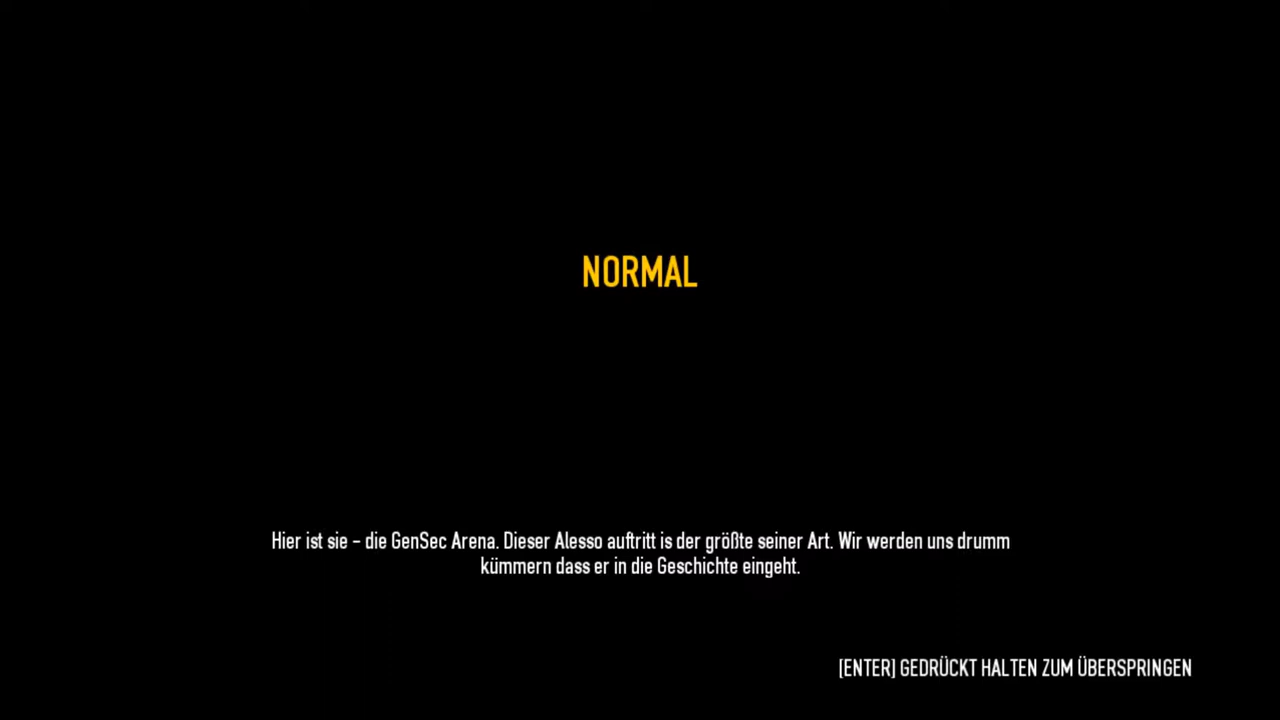 NORMAL
Hier ist sie - die GenSec Arena. Dieser Alesso auftritt is der größte seiner Art. Wir werden uns drumm
kümmern dass er in die Geschichte eingeht.
[ENTER] GEDRÜCKT HALTEN ZUM ÜBERSPRINGEN